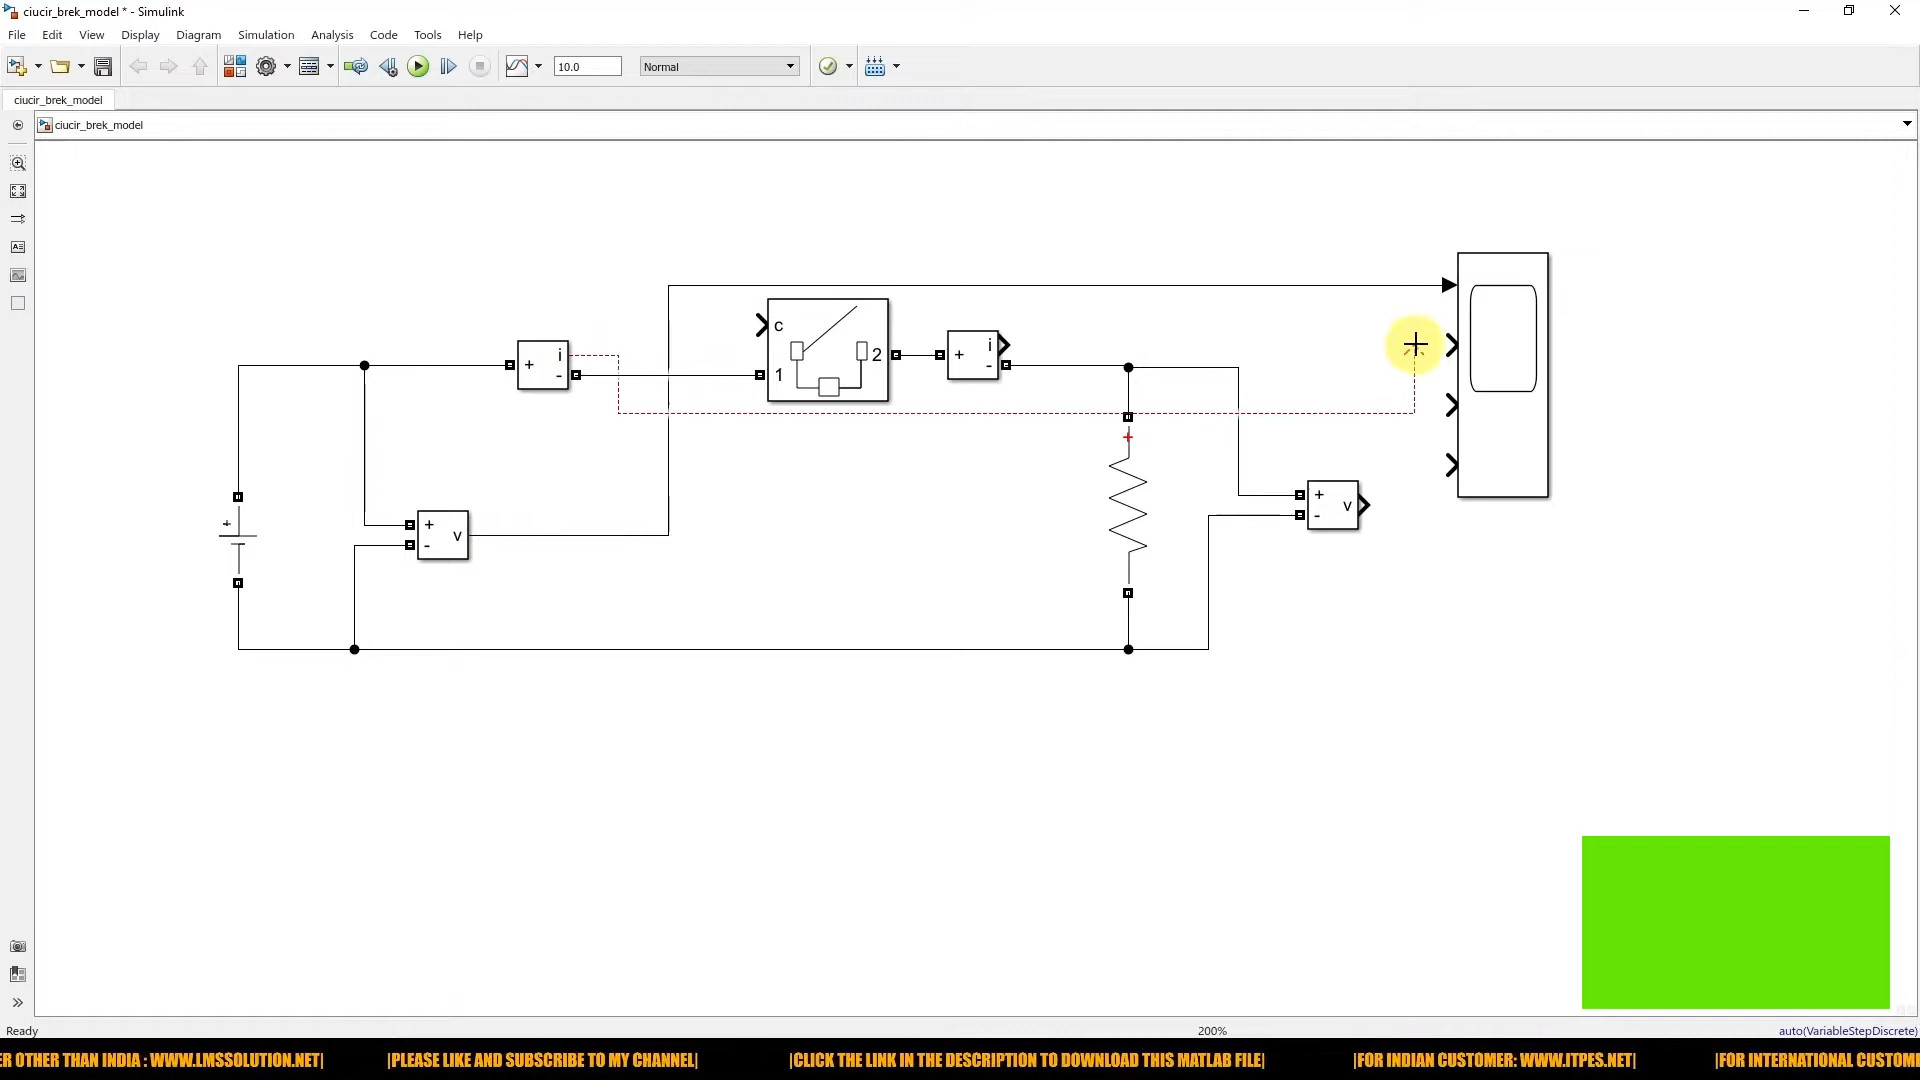 ciucir_brek_model * - Simulink
File Edit View Display Diagram Simulation Analysis Code Tools Help
10.0 Normal
ciucir_brek_model
ciucir_brek_model
c
i
i
+
2
+
-
1
-
+
+
+
+
v
-
+
v
-
Ready 200% auto(VariableStepDiscrete)
ER OTHER THAN INDIA : WWW.LMSSOLUTION.NET| |PLEASE LIKE AND SUBSCRIBE TO MY CHANNEL| |CLICK THE LINK IN THE DESCRIPTION TO DOWNLOAD THIS MATLAB FILE| |FOR INDIAN CUSTOMER: WWW.ITPES.NET| |FOR INTERNATIONAL CUSTOM